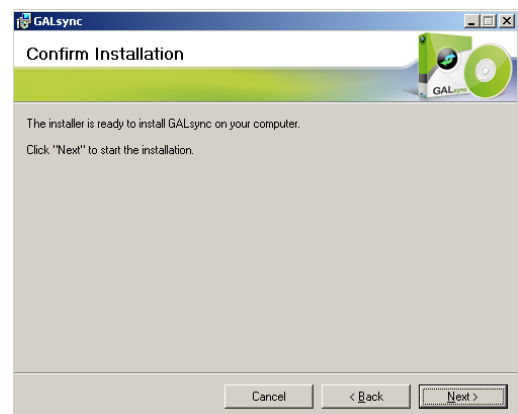 GALsync
Confirm Installation
GALsync
The installer is ready to install GALsync on your computer.
Click "Next" to start the installation.
Cancel
< Back
Next >